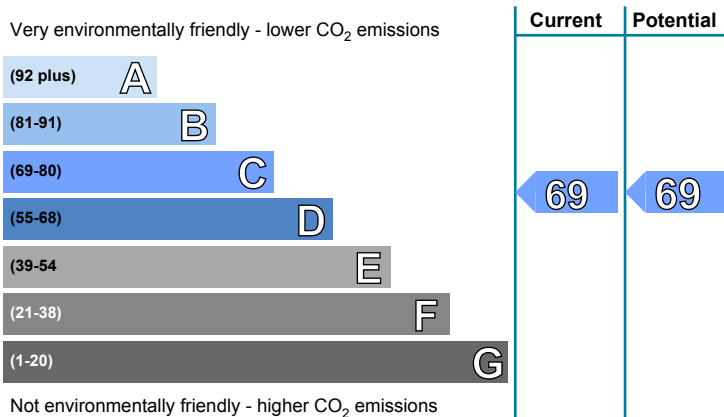 Current Potential
Very environmentally friendly - lower CO2 emissions
(92 plus) A
(81-91) B
(69-80) C
69 69
(55-68) D
(39-54 E
(21-38) F
(1-20) G
Not environmentally friendly - higher CO2 emissions